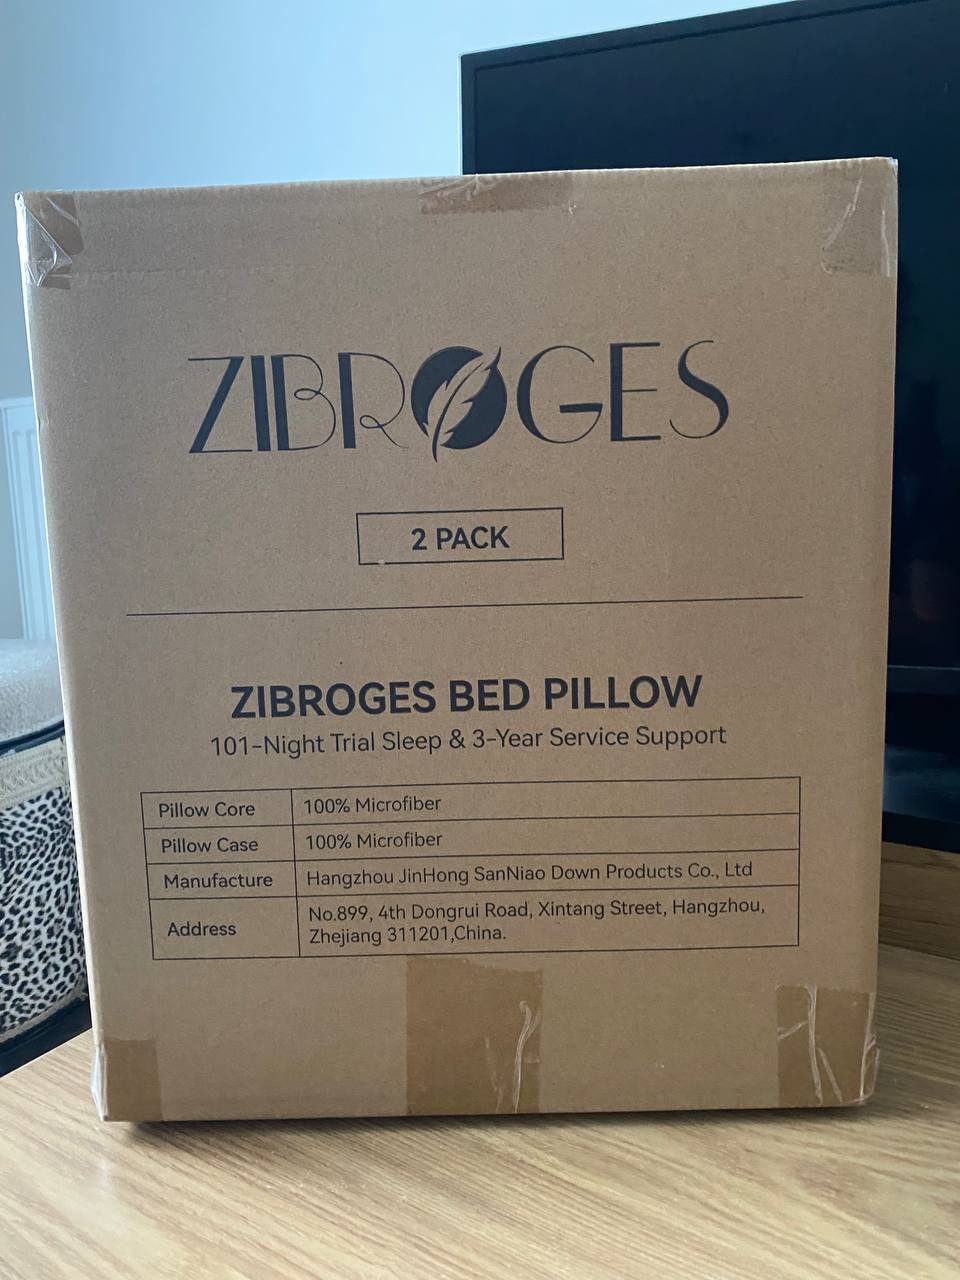 ZIBROGES
2 PACK
ZIBROGES BED PILLOW
101-Night Trial Sleep & 3-Year Service Support
Pillow Core 100% Microfiber
Pillow Case 100% Microfiber
Manufacture Hangzhou JinHong SanNiao Down Products Co., Ltd
Address No.899, 4th Dongrui Road, Xintang Street, Hangzhou,
Zhejiang 311201,China.